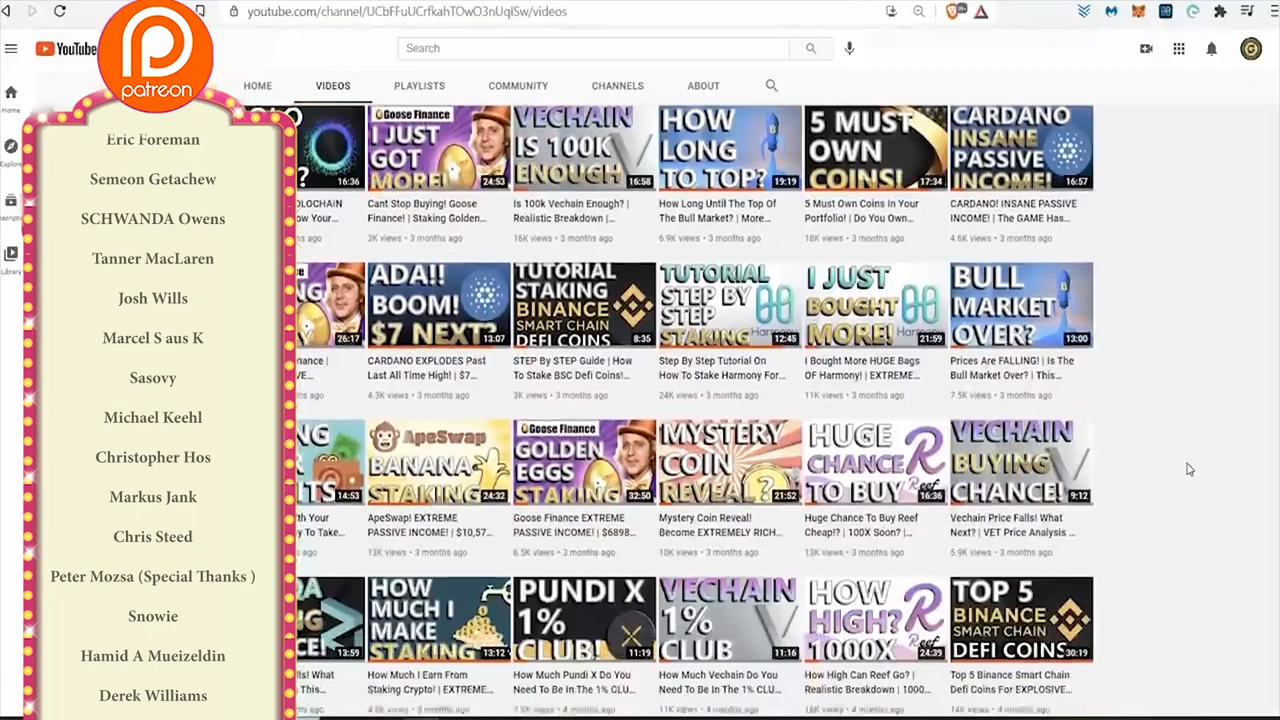 youtube.com/channel/UCbFFuUCrfkahTOwO3nUqISw/videos
YouTube
Search
patreon
HOME
VIDEOS
PLAYLISTS
COMMUNITY
CHANNELS
ABOUT
Home
Library
Eric Foreman
Semeon Getachew
SCHWANDA Owens
Tanner MacLaren
Josh Wills
Marcel S aus K
Sasovy
Michael Keehl
Christopher Hos
Markus Jank
Chris Steed
Peter Mozsa (Special Thanks )
Snowie
Hamid A Mueizeldin
Derek Williams
16:36
Goose Finance
I JUST
GOT
MORE!
24:53
VECHAIN
IS 100K
ENOUGH
16:58
HOW
LONG
TO TOP?
19:19
5 MUST
OWN
COINS!
17:34
CARDANO
INSANE
PASSIVE
INCOME!
16:57
Cant Stop Buying! Goose
Finance! | Staking Golden...
3K views • 3 months ago
Is 100k Vechain Enough? |
Realistic Breakdown | ...
16K views • 3 months ago
How Long Until The Top Of
The Bull Market? | More...
6.9K views • 3 months ago
5 Must Own Coins In Your
Portfolio! | Do You Own...
18K views • 3 months ago
CARDANO! INSANE PASSIVE
INCOME! | The GAME Has...
4.6K views • 3 months ago
26:17
ADA!!
BOOM!
$7 NEXT?
13:07
TUTORIAL
STAKING
BINANCE
SMART CHAIN
DEFI COINS
8:35
TUTORIAL
STEP BY
STEP
STAKING
Harmony
12:45
I JUST
BOUGHT
MORE!
Harmony
21:59
BULL
MARKET
OVER?
13:00
CARDANO EXPLODES Past
Last All Time High! | $7...
4.3K views • 3 months ago
STEP By STEP Guide | How
To Stake BSC Defi Coins!...
3K views • 3 months ago
Step By Step Tutorial On
How To Stake Harmony For...
24K views • 3 months ago
I Bought More HUGE Bags
Of Harmony! | EXTREME...
11K views • 3 months ago
Prices Are FALLING! | Is The
Bull Market Over? | This...
7.5K views • 3 months ago
14:53
ApeSwap
BANANA
STAKING
24:32
Goose Finance
GOLDEN
EGGS
STAKING
32:50
MYSTERY
COIN
REVEAL!
21:52
HUGE
CHANCE
TO BUY
Reef
16:36
VECHAIN
BUYING
CHANCE!
9:12
ApeSwap! EXTREME
PASSIVE INCOME! | $10,57...
13K views • 3 months ago
Goose Finance EXTREME
PASSIVE INCOME! | $6898...
6.5K views • 3 months ago
Mystery Coin Reveal!
Become EXTREMELY RICH...
10K views • 3 months ago
Huge Chance To Buy Reef
Cheap!? | 100X Soon? |...
13K views • 3 months ago
Vechain Price Falls! What
Next? | VET Price Analysis ...
5.9K views • 3 months ago
13:59
HOW
MUCH I
MAKE
STAKING
13:12
PUNDI X
1%
CLUB!
11:19
VECHAIN
1%
CLUB
11:16
HOW
HIGH?
1000X
Reef
24:39
TOP 5
BINANCE
SMART CHAIN
DEFI COINS
30:19
How Much I Earn From
Staking Crypto! | EXTREME...
How Much Pundi X Do
You Need To Be In The 1%...
How Much Vechain Do You
Need To Be In The 1% CLU...
How High Can Reef Go? |
Realistic Breakdown | 1000...
Top 5 Binance Smart Chain
Defi Coins For EXPLOSIVE...